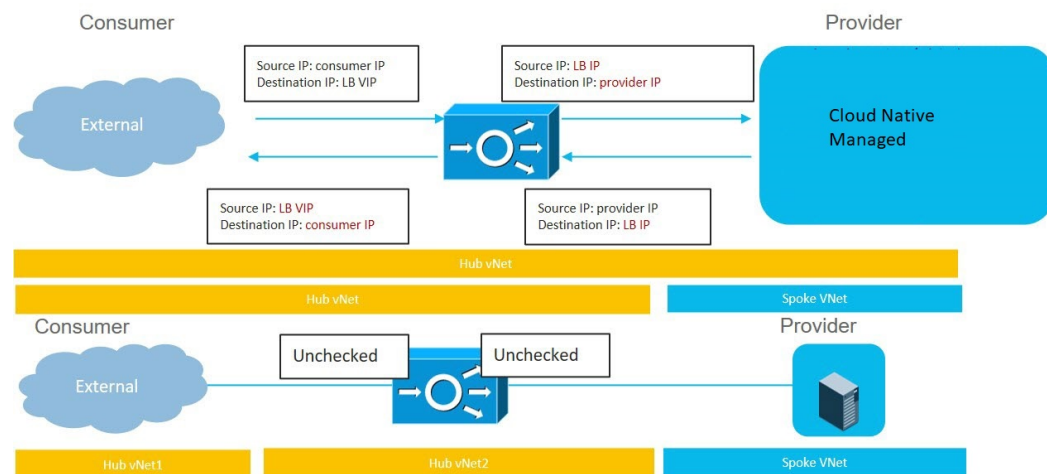 Consumer
Provider
Source IP: consumer IP
Destination IP: LB VIP
Source IP: LB IP
Destination IP: provider IP
External
Cloud Native
Managed
Source IP: LB VIP
Destination IP: consumer IP
Source IP: provider IP
Destination IP: LB IP
Hub vNet
Hub vNet
Spoke VNet
Consumer
Provider
Unchecked
Unchecked
External
Hub vNet1
Hub vNet2
Spoke VNet